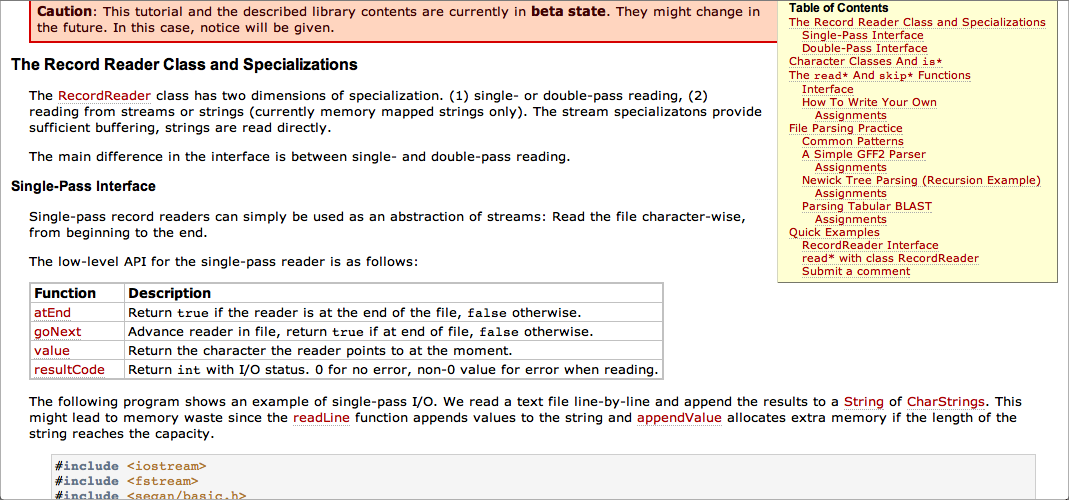 Caution: This tutorial and the described library contents are currently in beta state. They might change in
the future. In this case, notice will be given.
The Record Reader Class and Specializations
The RecordReader class has two dimensions of specialization. (1) single- or double-pass reading, (2)
reading from streams or strings (currently memory mapped strings only). The stream specializatons provide
sufficient buffering, strings are read directly.
The main difference in the interface is between single- and double-pass reading.
Single-Pass Interface
Single-pass record readers can simply be used as an abstraction of streams: Read the file character-wise,
from beginning to the end.
The low-level API for the single-pass reader is as follows:
Function Description
atEnd Return true if the reader is at the end of the file, false otherwise.
goNext Advance reader in file, return true if at end of file, false otherwise.
value Return the character the reader points to at the moment.
resultCode Return int with I/O status. 0 for no error, non-0 value for error when reading.
The following program shows an example of single-pass I/O. We read a text file line-by-line and append the results to a String of CharStrings. This
might lead to memory waste since the readLine function appends values to the string and appendValue allocates extra memory if the length of the
string reaches the capacity.
#include <iostream>
#include <fstream>
#include <seqan/basic.h>
Table of Contents
The Record Reader Class and Specializations
Single-Pass Interface
Double-Pass Interface
Character Classes And is*
The read* And skip* Functions
Interface
How To Write Your Own
Assignments
File Parsing Practice
Common Patterns
A Simple GFF2 Parser
Assignments
Newick Tree Parsing (Recursion Example)
Assignments
Parsing Tabular BLAST
Assignments
Quick Examples
RecordReader Interface
read* with class RecordReader
Submit a comment